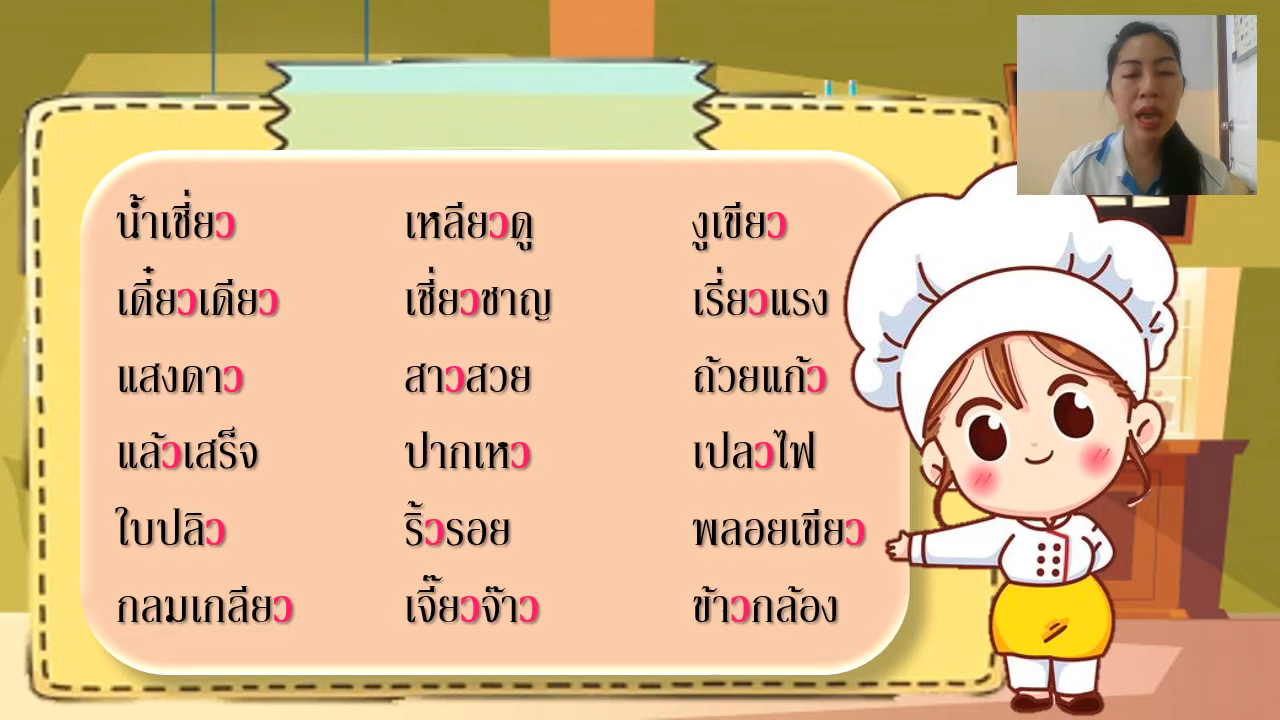 น้ำเชี่ยว เหลียวดู งูเขียว
เดี๋ยวเดียว เชี่ยวชาญ เรี่ยวแรง
แสงดาว สาวสวย ถ้วยแก้ว
แล้วเสร็จ ปากเหว เปลวไฟ
ใบปลิว ริ้วรอย พลอยเขียว
กลมเกลียว เจี๊ยวจ๊าว ข้าวกล้อง